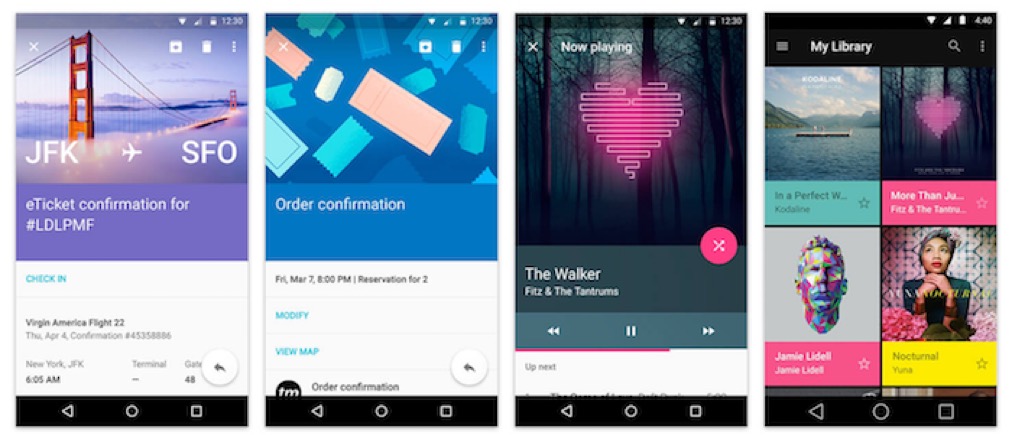 12:30
JFK SFO
eTicket confirmation for
#LDLPMF
CHECK IN
Virgin America Flight 22
Thu, Apr 4, Confirmation #45358886
New York, JFK Terminal Gate
6:05 AM — 48
12:30
Order confirmation
Fri, Mar 7, 8:00 PM | Reservation for 2
MODIFY
VIEW MAP
tm
Order confirmation
12:30
Now playing
The Walker
Fitz & The Tantrums
Up next
4:40
My Library
KODALINE
In a Perfect W...
Kodaline
More Than Ju...
Fitz & The Tantru...
YUNA NOCTURNAL
Jamie Lidell
Jamie Lidell
Nocturnal
Yuna